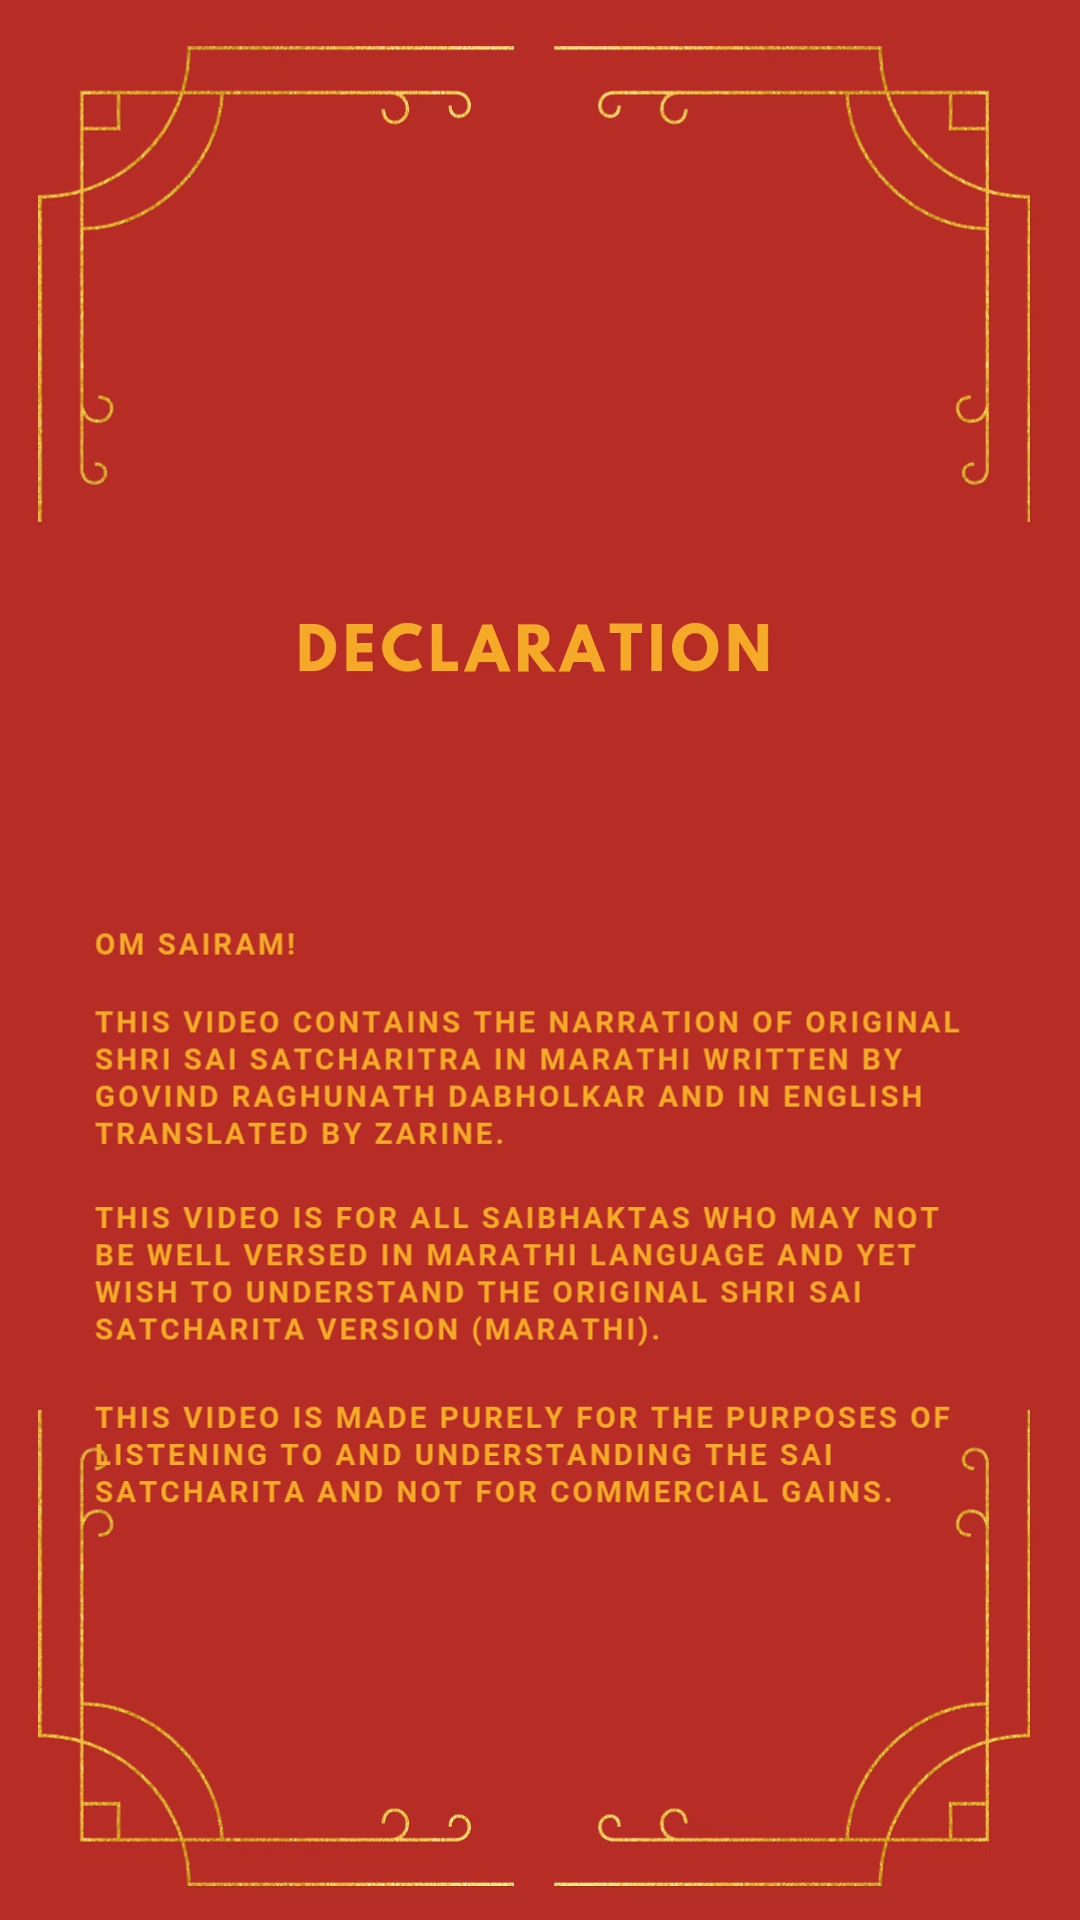 DECLARATION
OM SAIRAM!
THIS VIDEO CONTAINS THE NARRATION OF ORIGINAL
SHRI SAI SATCHARITRA IN MARATHI WRITTEN BY
GOVIND RAGHUNATH DABHOLKAR AND IN ENGLISH
TRANSLATED BY ZARINE.
THIS VIDEO IS FOR ALL SAIBHAKTAS WHO MAY NOT
BE WELL VERSED IN MARATHI LANGUAGE AND YET
WISH TO UNDERSTAND THE ORIGINAL SHRI SAI
SATCHARITA VERSION (MARATHI).
THIS VIDEO IS MADE PURELY FOR THE PURPOSES OF
LISTENING TO AND UNDERSTANDING THE SAI
SATCHARITA AND NOT FOR COMMERCIAL GAINS.